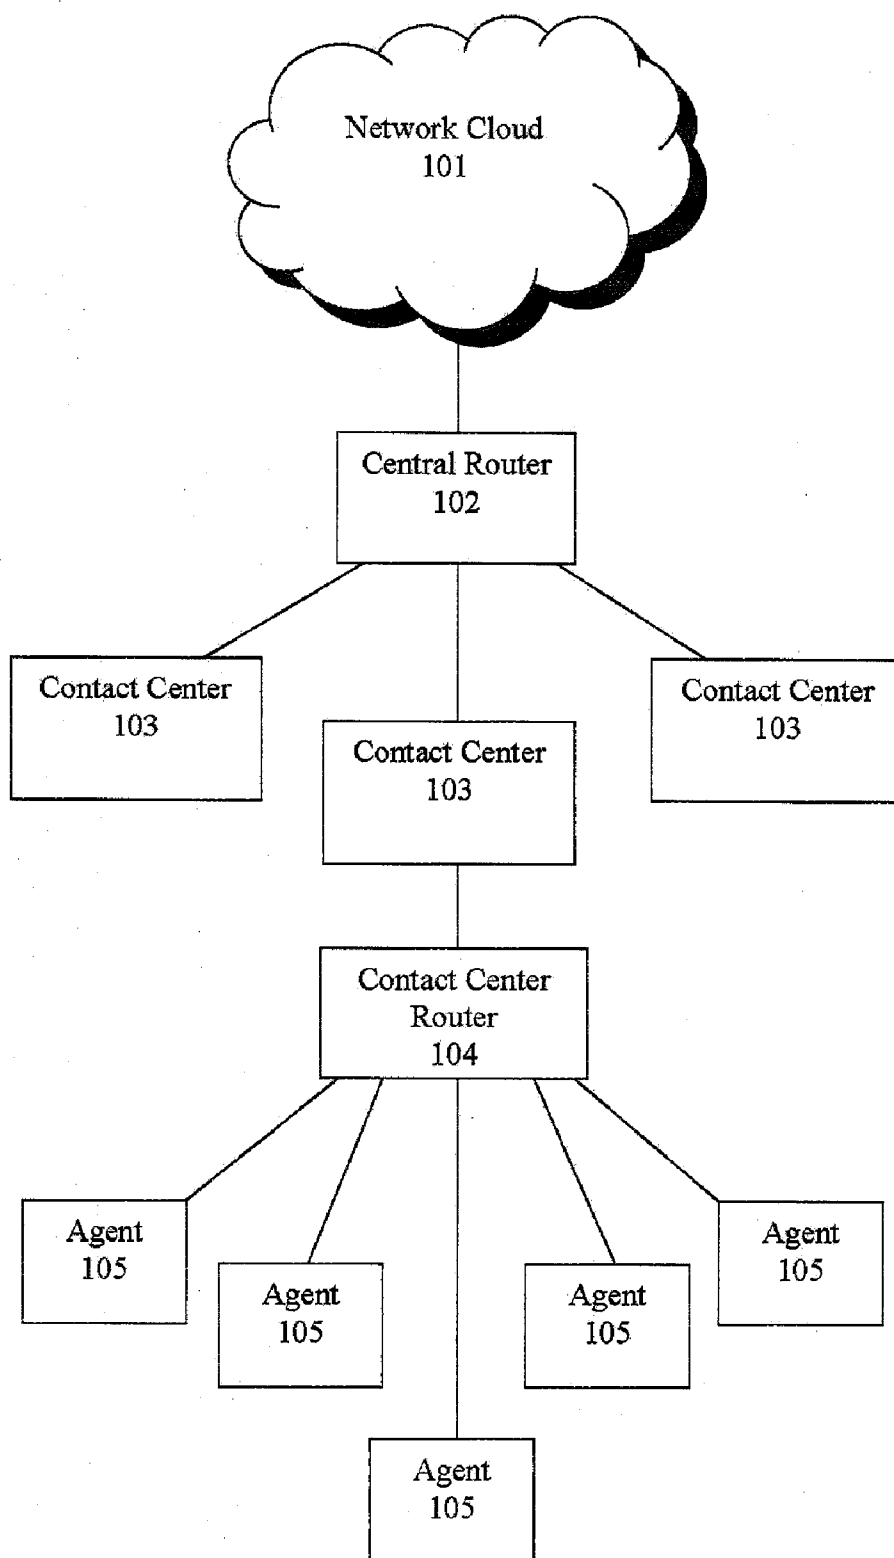 Network Cloud
101
Central Router
102
Contact Center
103
Contact Center
103
Contact Center
103
Contact Center
Router
104
Agent
105
Agent
105
Agent
105
Agent
105
Agent
105